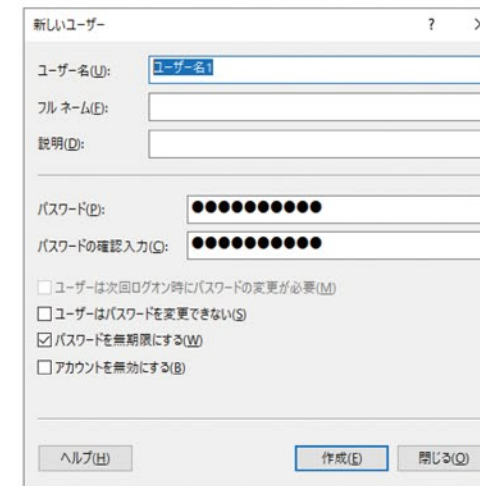 新しいユーザー ? ×
ユーザー名(U): ユーザー名1
フル ネーム(F):
説明(D):
パスワード(P): ●●●●●●●●●●
パスワードの確認入力(C): ●●●●●●●●●●
ユーザーは次回ログオン時にパスワードの変更が必要(M)
ユーザーはパスワードを変更できない(S)
パスワードを無期限にする(W)
アカウントを無効にする(B)
ヘルプ(H) 作成(E) 閉じる(O)